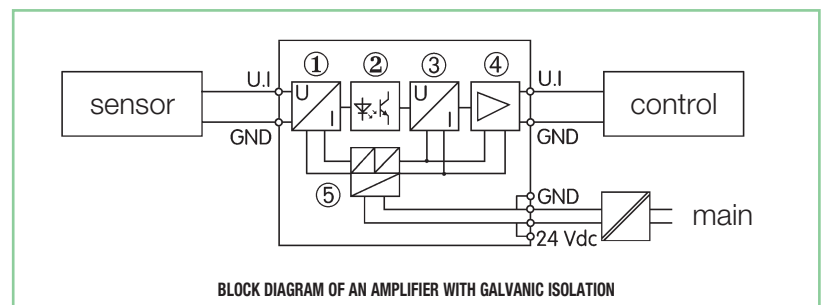 ① ② ③ ④
U.I U I U I U.I
sensor control
GND GND
⑤
GND
main
24 Vdc
BLOCK DIAGRAM OF AN AMPLIFIER WITH GALVANIC ISOLATION